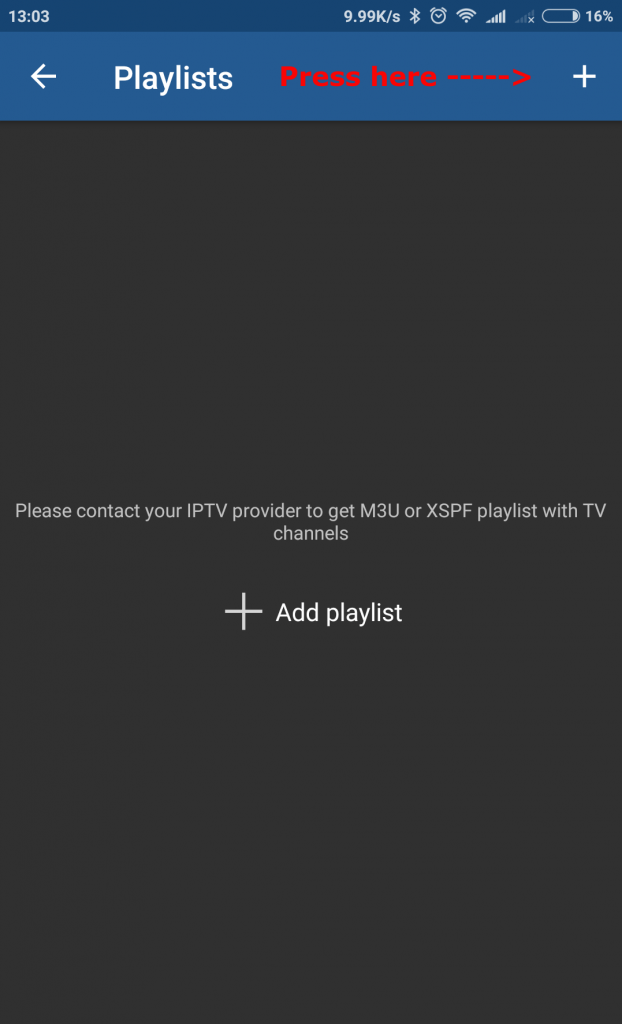 13:03 9.99K/s 16%
Playlists Press here ----->
Please contact your IPTV provider to get M3U or XSPF playlist with TV
channels
Add playlist